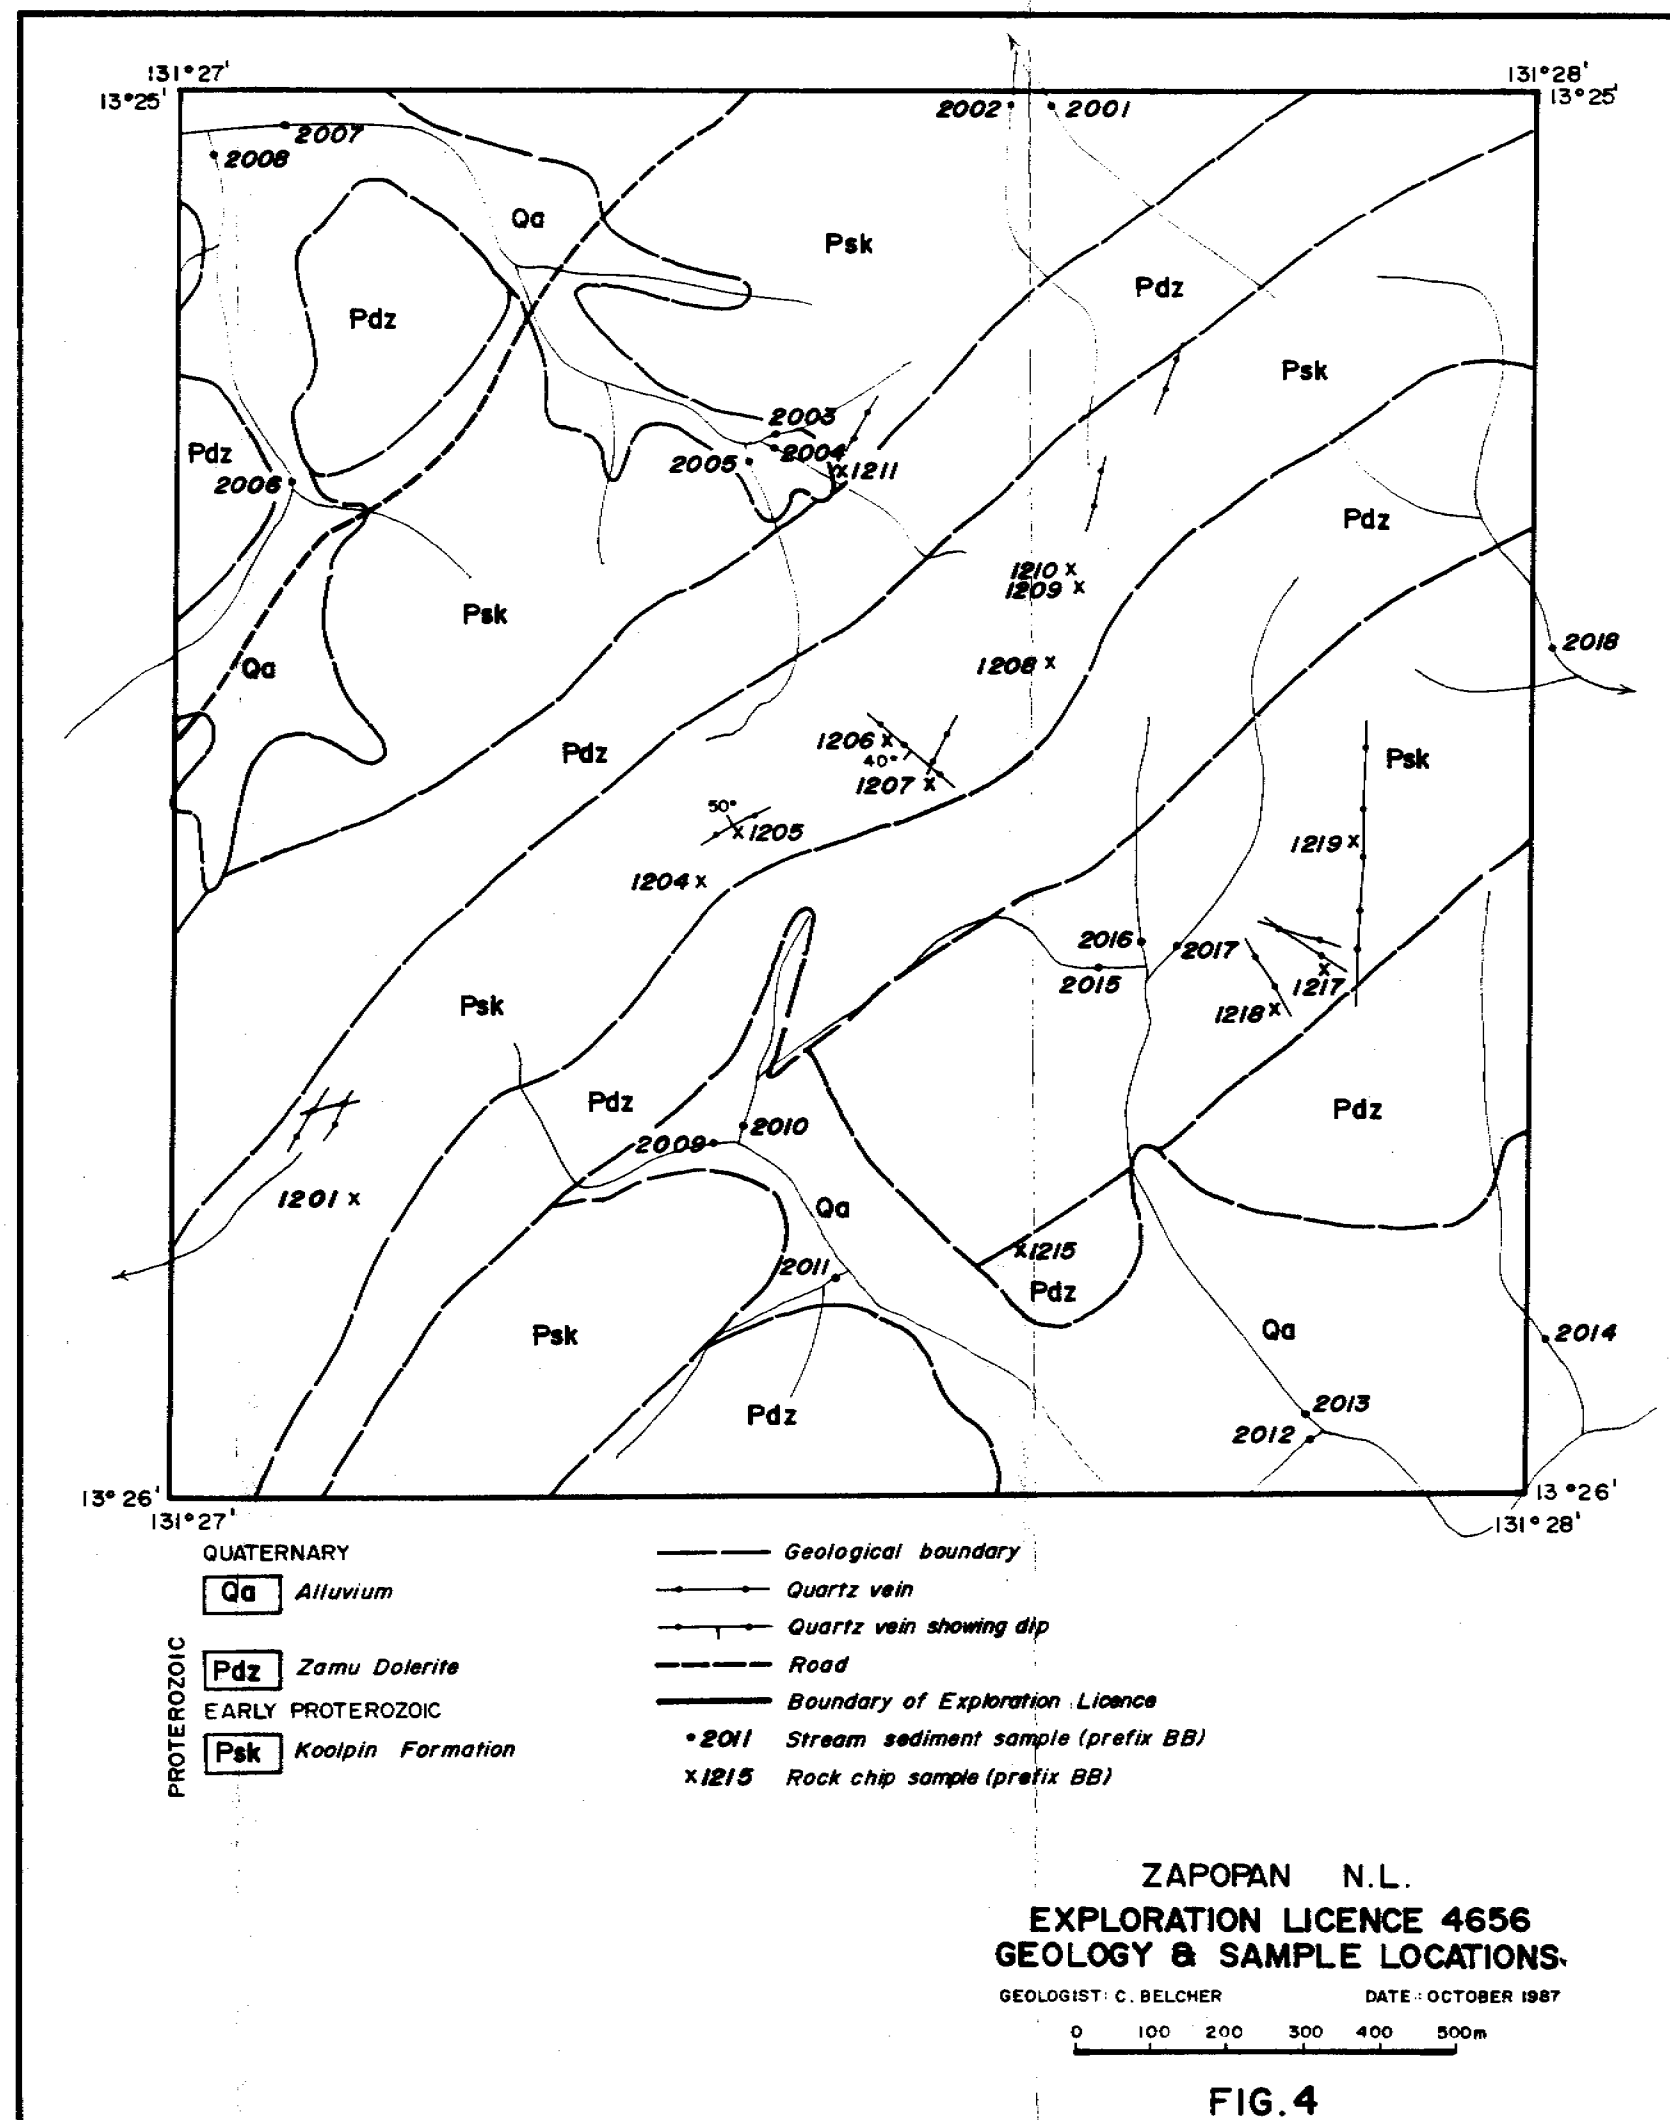 131°27'
131°28'
13°25'
13°25'
2002
2001
2007
2008
Qa
Psk
Pdz
Pdz
Psk
2003
Pdz
2004
2005
1211
2006
Pdz
1210
1209
Psk
2018
Qa
1208
1206
Pdz
40°
Psk
1207
50°
1205
1219
1204
2016
2017
2015
1217
Psk
1218
Pdz
Pdz
2010
2009
1201
Qa
1215
2011
Pdz
Psk
Qa
2014
Pdz
2013
2012
13°26'
13°26'
131°27'
131°28'
QUATERNARY
Qa Alluvium
PROTEROZOIC
Pdz Zamu Dolerite
EARLY PROTEROZOIC
Psk Koolpin Formation
Geological boundary
Quartz vein
Quartz vein showing dip
Road
Boundary of Exploration Licence
2011 Stream sediment sample (prefix BB)
x1215 Rock chip sample (prefix BB)
ZAPOPAN N.L.
EXPLORATION LICENCE 4656
GEOLOGY & SAMPLE LOCATIONS
GEOLOGIST: C. BELCHER DATE: OCTOBER 1987
0 100 200 300 400 500m
FIG.4